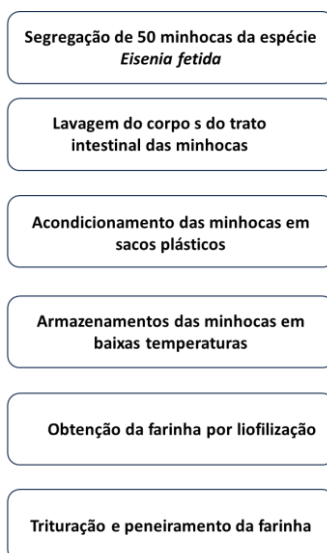 Segregação de 50 minhocas da espécie
Eisenia fetida
Lavagem do corpo s do trato
intestinal das minhocas
Acondicionamento das minhocas em
sacos plásticos
Armazenamentos das minhocas em
baixas temperaturas
Obtenção da farinha por liofilização
Trituração e peneiramento da farinha